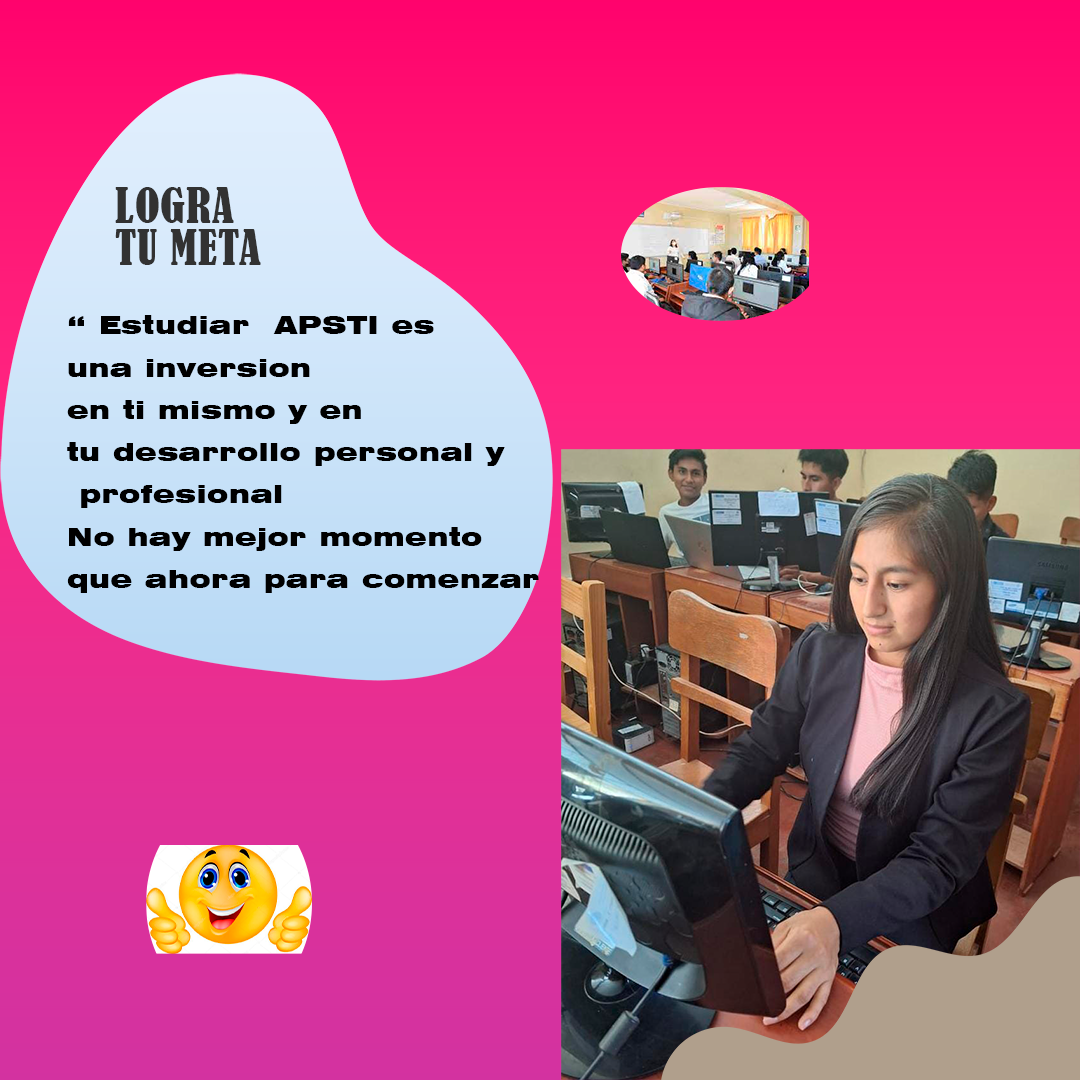 LOGRA
TU META
“ Estudiar APSTI es
una inversion
en ti mismo y en
tu desarrollo personal y
profesional
No hay mejor momento
que ahora para comenzar